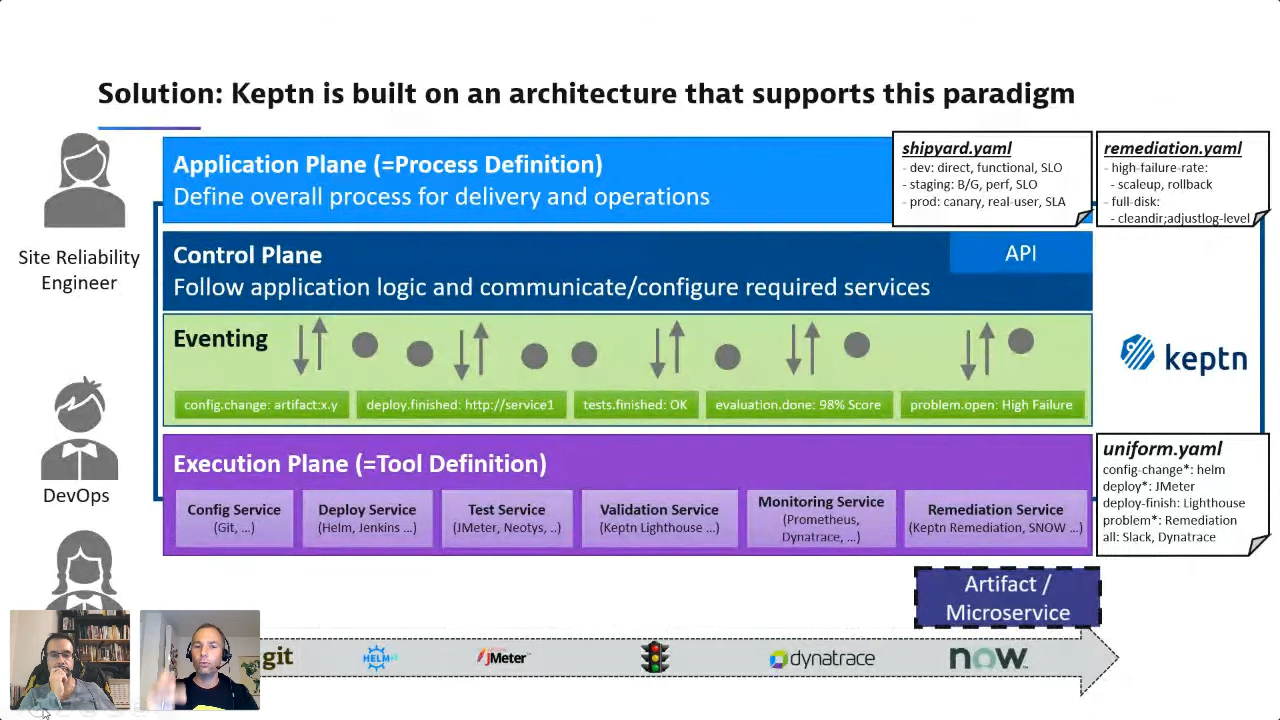 Solution: Keptn is built on an architecture that supports this paradigm
Application Plane (=Process Definition)
Define overall process for delivery and operations
shipyard.yaml
- dev: direct, functional, SLO
- staging: B/G, perf, SLO
- prod: canary, real-user, SLA
remediation.yaml
- high-failure-rate:
- scaleup, rollback
- full-disk:
- cleandir;adjustlog-level
Site Reliability
Engineer
Control Plane
API
Follow application logic and communicate/configure required services
Eventing
config.change: artifact:x.y
deploy.finished: http://service1
tests.finished: OK
evaluation.done: 98% Score
problem.open: High Failure
keptn
DevOps
Execution Plane (=Tool Definition)
Config Service
(Git, ...)
Deploy Service
(Helm, Jenkins ...)
Test Service
(JMeter, Neotys, ..)
Validation Service
(Keptn Lighthouse ...)
Monitoring Service
(Prometheus,
Dynatrace, ...)
Remediation Service
(Keptn Remediation, SNOW ...)
uniform.yaml
config-change*: helm
deploy*: JMeter
deploy-finish: Lighthouse
problem*: Remediation
all: Slack, Dynatrace
Artifact /
Microservice
git
HELM
JMeter
dynatrace
now